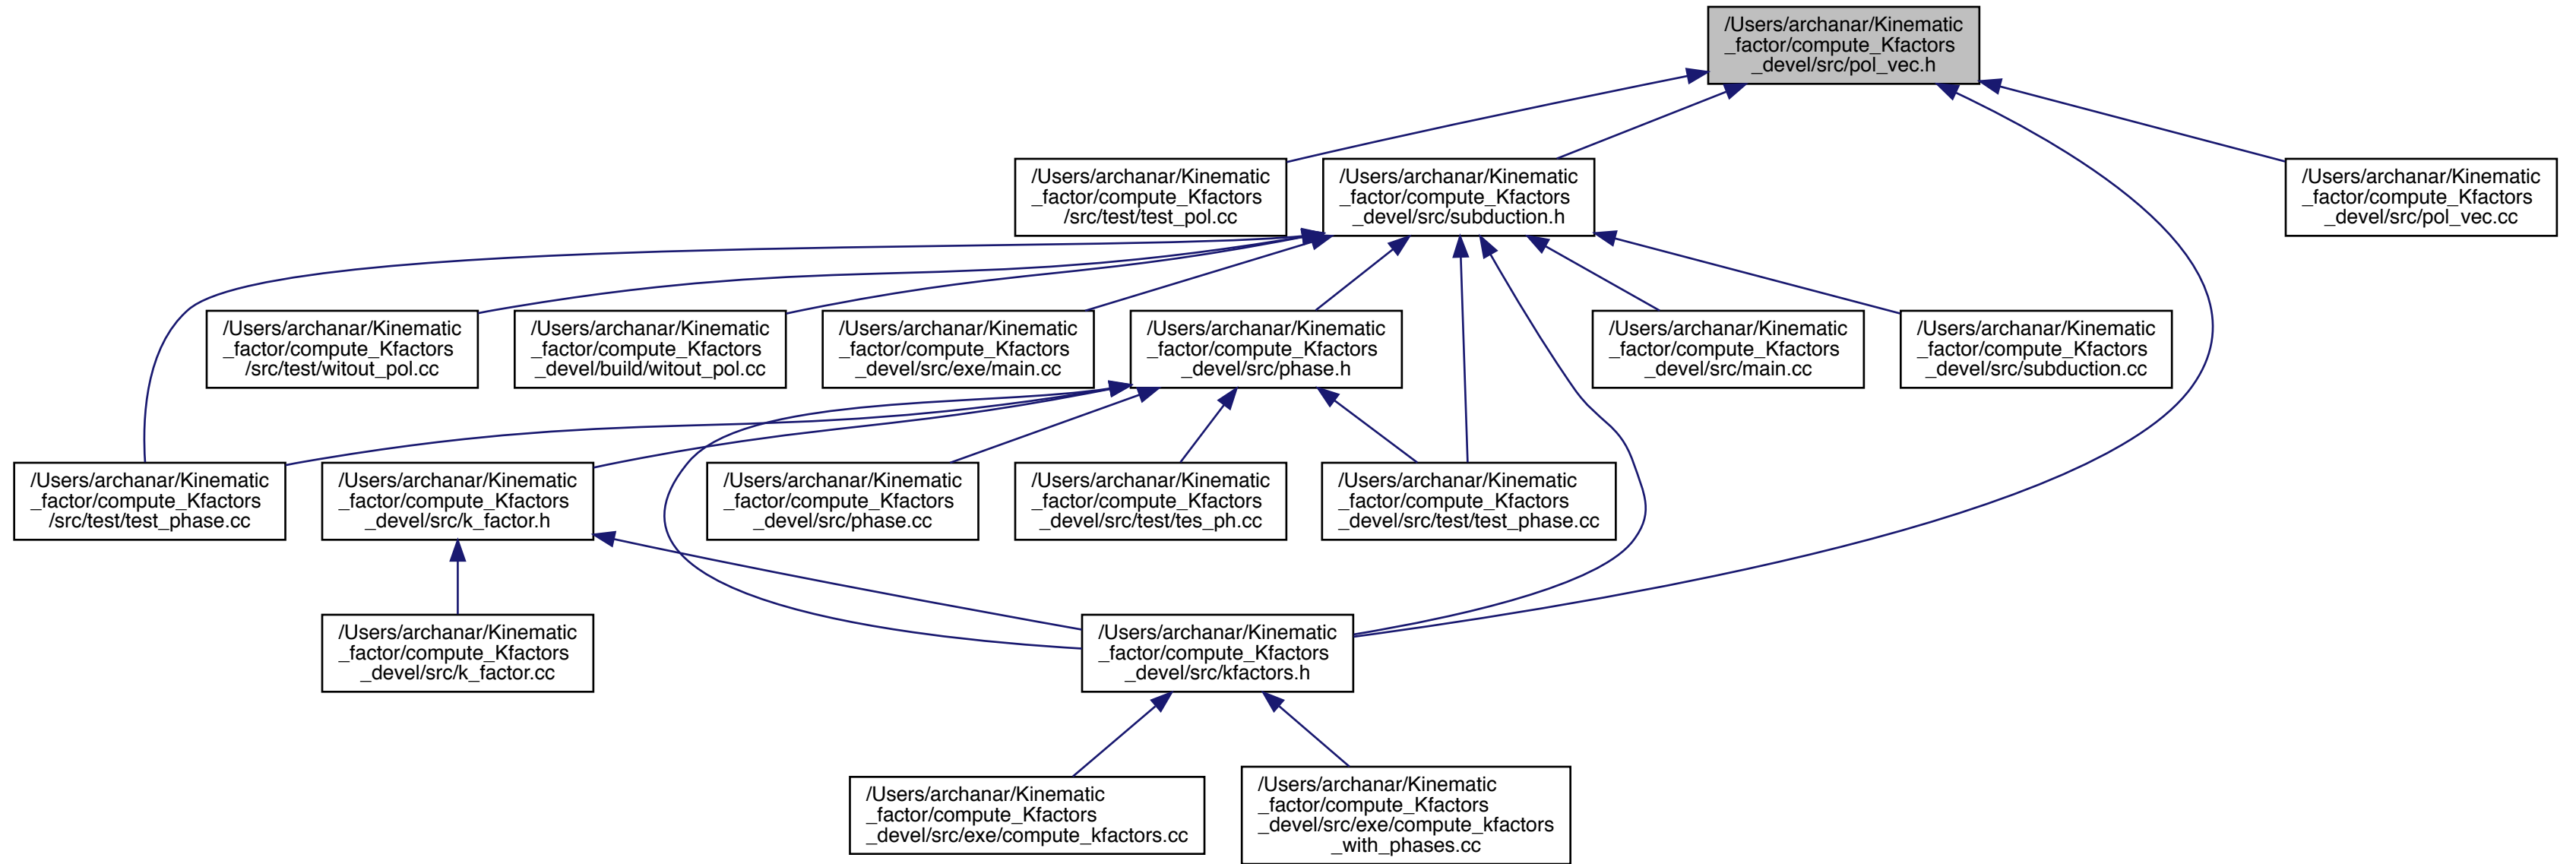 /Users/archanar/Kinematic
_factor/compute_Kfactors
_devel/src/pol_vec.h
/Users/archanar/Kinematic
_factor/compute_Kfactors
/src/test/test_pol.cc
/Users/archanar/Kinematic
_factor/compute_Kfactors
_devel/src/subduction.h
/Users/archanar/Kinematic
_factor/compute_Kfactors
_devel/src/pol_vec.cc
/Users/archanar/Kinematic
_factor/compute_Kfactors
/src/test/witout_pol.cc
/Users/archanar/Kinematic
_factor/compute_Kfactors
_devel/build/witout_pol.cc
/Users/archanar/Kinematic
_factor/compute_Kfactors
_devel/src/exe/main.cc
/Users/archanar/Kinematic
_factor/compute_Kfactors
_devel/src/phase.h
/Users/archanar/Kinematic
_factor/compute_Kfactors
_devel/src/main.cc
/Users/archanar/Kinematic
_factor/compute_Kfactors
_devel/src/subduction.cc
/Users/archanar/Kinematic
_factor/compute_Kfactors
/src/test/test_phase.cc
/Users/archanar/Kinematic
_factor/compute_Kfactors
_devel/src/k_factor.h
/Users/archanar/Kinematic
_factor/compute_Kfactors
_devel/src/phase.cc
/Users/archanar/Kinematic
_factor/compute_Kfactors
_devel/src/test/tes_ph.cc
/Users/archanar/Kinematic
_factor/compute_Kfactors
_devel/src/test/test_phase.cc
/Users/archanar/Kinematic
_factor/compute_Kfactors
_devel/src/k_factor.cc
/Users/archanar/Kinematic
_factor/compute_Kfactors
_devel/src/kfactors.h
/Users/archanar/Kinematic
_factor/compute_Kfactors
_devel/src/exe/compute_kfactors.cc
/Users/archanar/Kinematic
_factor/compute_Kfactors
_devel/src/exe/compute_kfactors
_with_phases.cc